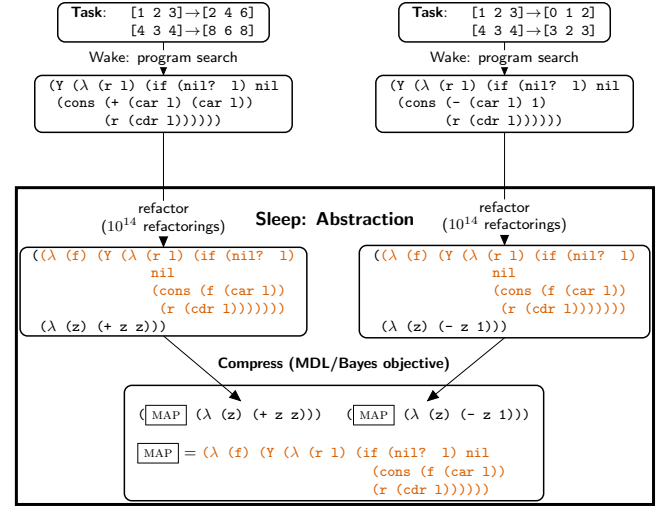 Task: [1 2 3]→[2 4 6]
[4 3 4]→[8 6 8]
Task: [1 2 3]→[0 1 2]
[4 3 4]→[3 2 3]
Wake: program search
Wake: program search
(Y (λ (r l) (if (nil? l) nil
(cons (+ (car l) (car l))
(r (cdr l))))))
(Y (λ (r l) (if (nil? l) nil
(cons (- (car l) 1)
(r (cdr l))))))
refactor
(10^14 refactorings)
Sleep: Abstraction
refactor
(10^14 refactorings)
((λ (f) (Y (λ (r l) (if (nil? l)
nil
(cons (f (car l))
(r (cdr l)))))))
(λ (z) (+ z z)))
((λ (f) (Y (λ (r l) (if (nil? l)
nil
(cons (f (car l))
(r (cdr l)))))))
(λ (z) (- z 1)))
Compress (MDL/Bayes objective)
(MAP (λ (z) (+ z z))) (MAP (λ (z) (- z 1)))
MAP = (λ (f) (Y (λ (r l) (if (nil? l) nil
(cons (f (car l))
(r (cdr l))))))